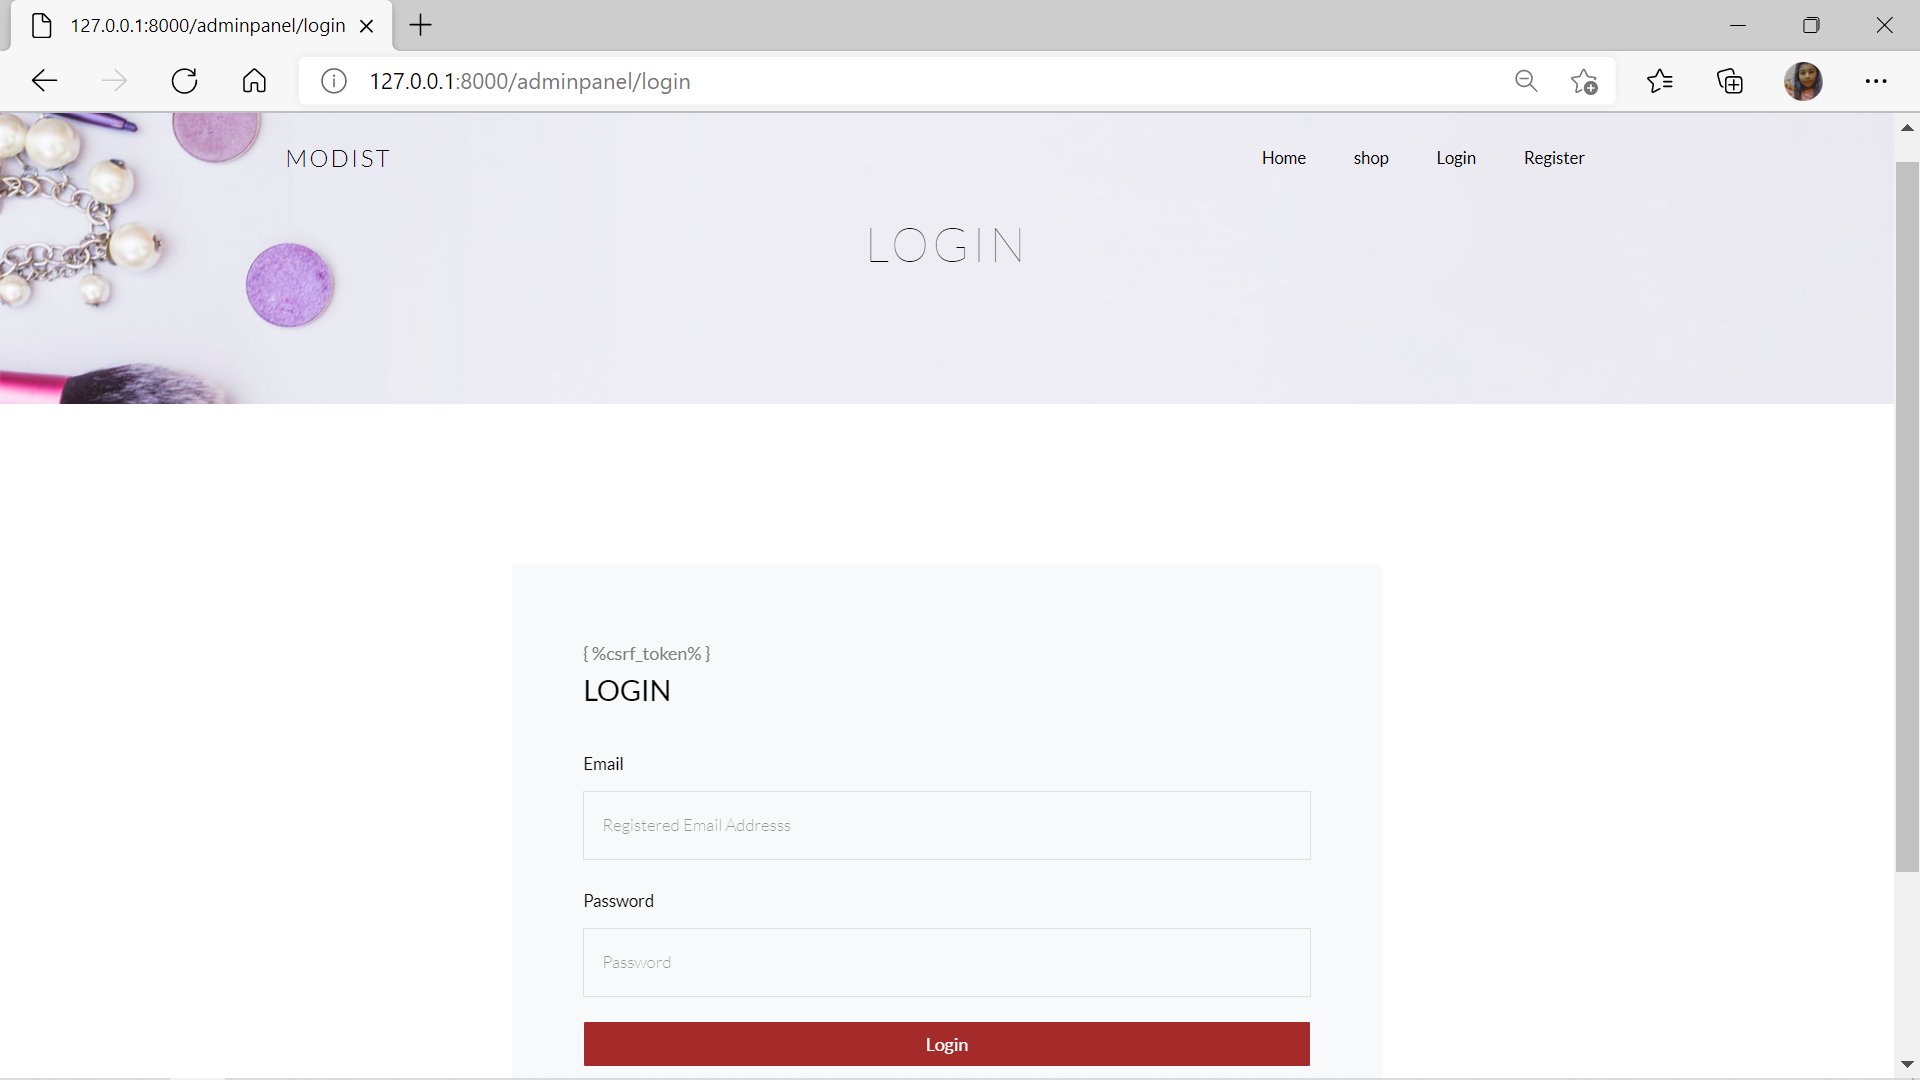 127.0.0.1:8000/adminpanel/login
127.0.0.1:8000/adminpanel/login
MODIST
Home shop Login Register
LOGIN
{ %csrf_token% }
LOGIN
Email
Registered Email Addresss
Password
Password
Login